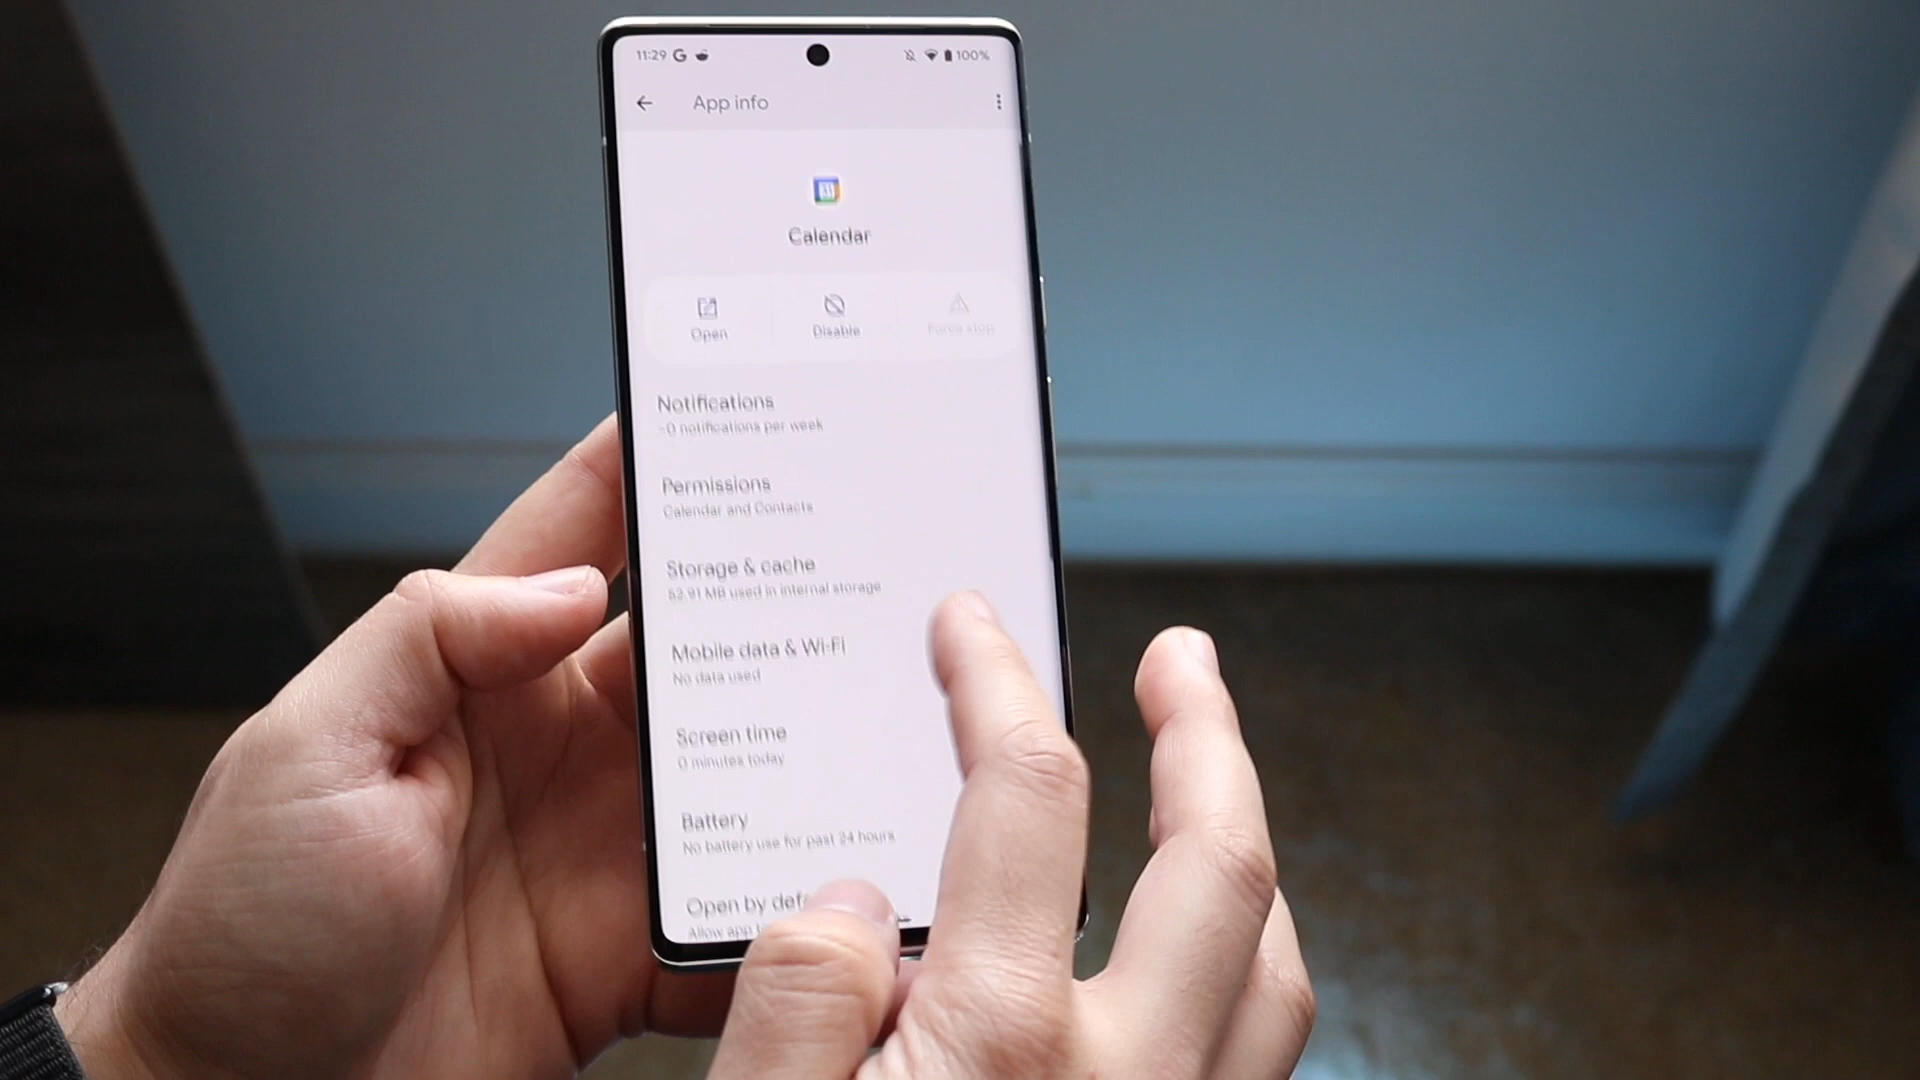 11:29 G 100%
App info
31
Calendar
Open Disable Force stop
Notifications
~0 notifications per week
Permissions
Calendar and Contacts
Storage & cache
52.91 MB used in internal storage
Mobile data & Wi-Fi
No data used
Screen time
0 minutes today
Battery
No battery use for past 24 hours
Open by
Allow app